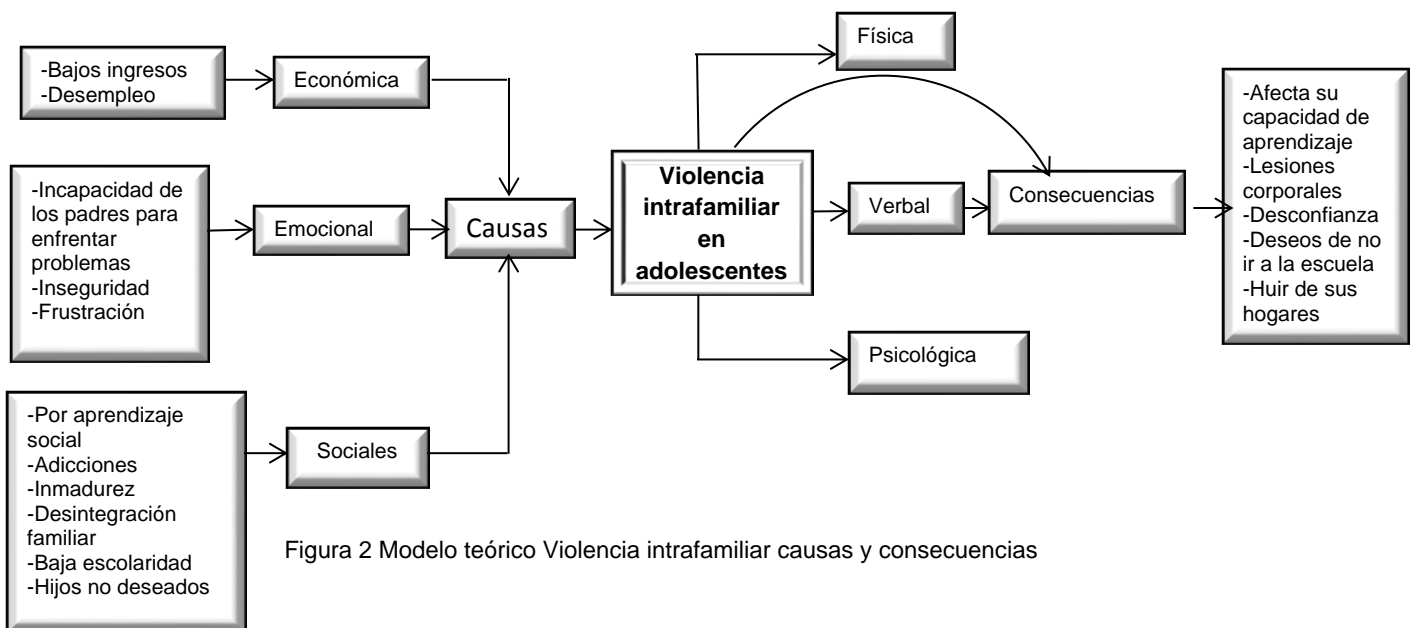 -Bajos ingresos
-Desempleo
Económica
-Incapacidad de
los padres para
enfrentar
problemas
-Inseguridad
-Frustración
Emocional
-Por aprendizaje
social
-Adicciones
-Inmadurez
-Desintegración
familiar
-Baja escolaridad
-Hijos no deseados
Sociales
Causas
Violencia
intrafamiliar
en
adolescentes
Física
Verbal
Psicológica
Consecuencias
-Afecta su
capacidad de
aprendizaje
-Lesiones
corporales
-Desconfianza
-Deseos de no
ir a la escuela
-Huir de sus
hogares
Figura 2 Modelo teórico Violencia intrafamiliar causas y consecuencias